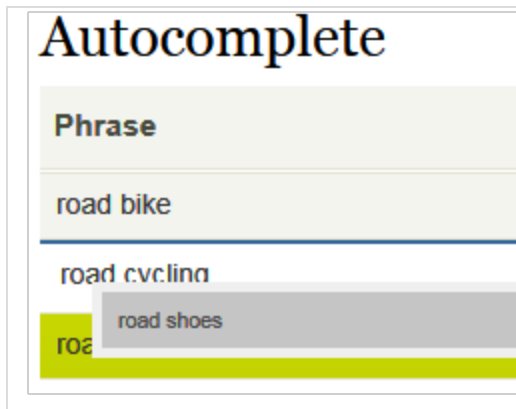 Autocomplete
Phrase
road bike
road cycling
road shoes